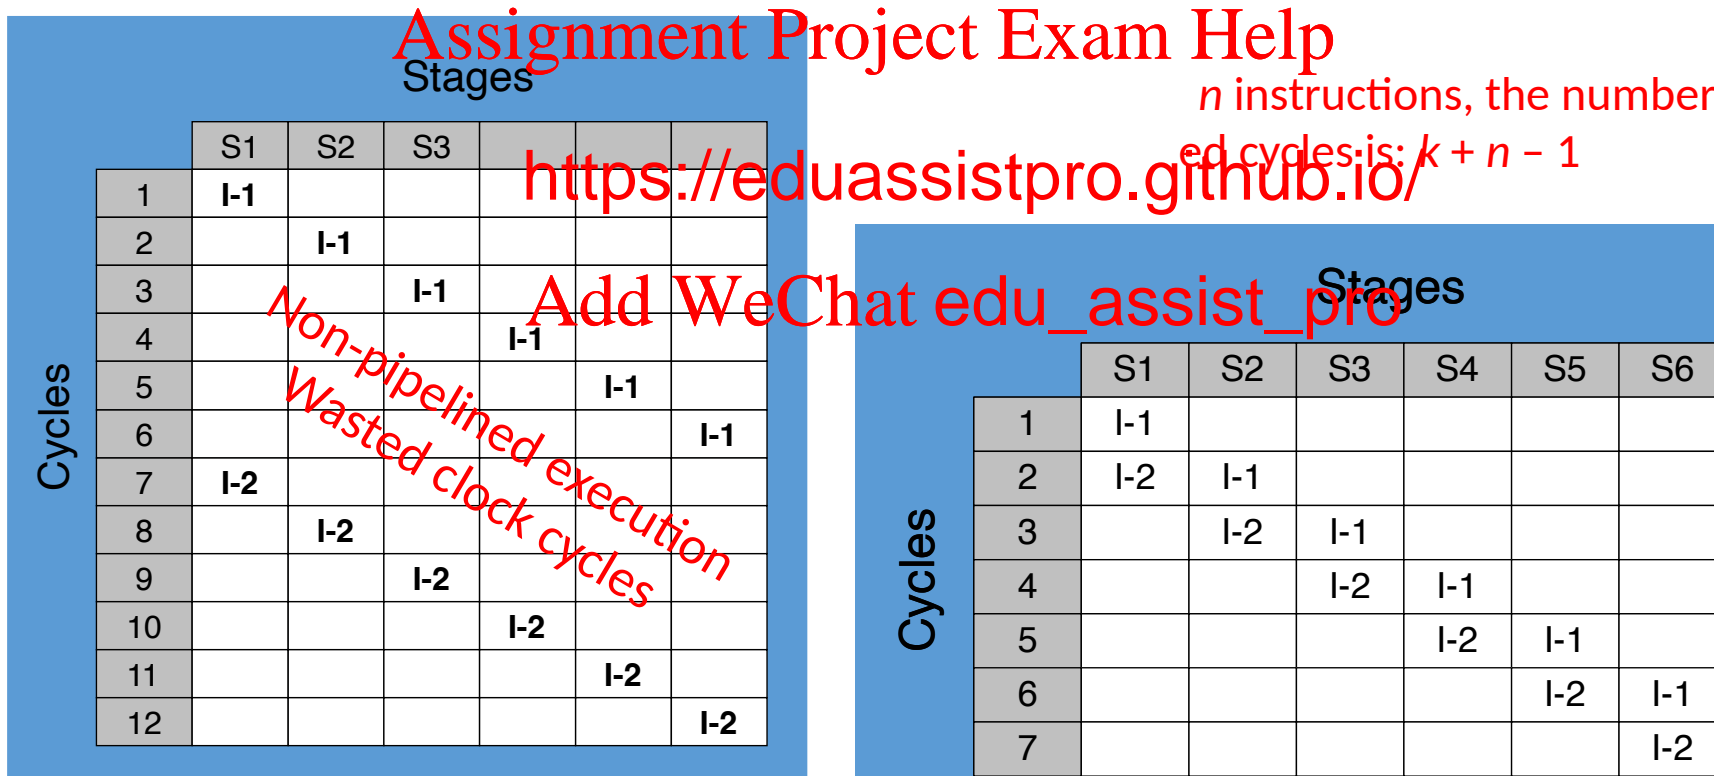 Assignment Project Exam Help
Stages
n instructions, the number
ed cycles is: k + n – 1
https://eduassistpro.github.io/
Add WeChat edu_assist_pro
S1 S2 S3
1 I-1
2 I-1
3 I-1
4 I-1
5 I-1
6 I-1
7 I-2
8 I-2
9 I-2
10 I-2
11 I-2
12 I-2
Cycles
Non-pipelined execution
Wasted clock cycles
Stages
S1 S2 S3 S4 S5 S6
1 I-1
2 I-2 I-1
3 I-2 I-1
4 I-2 I-1
5 I-2 I-1
6 I-2 I-1
7 I-2
Cycles